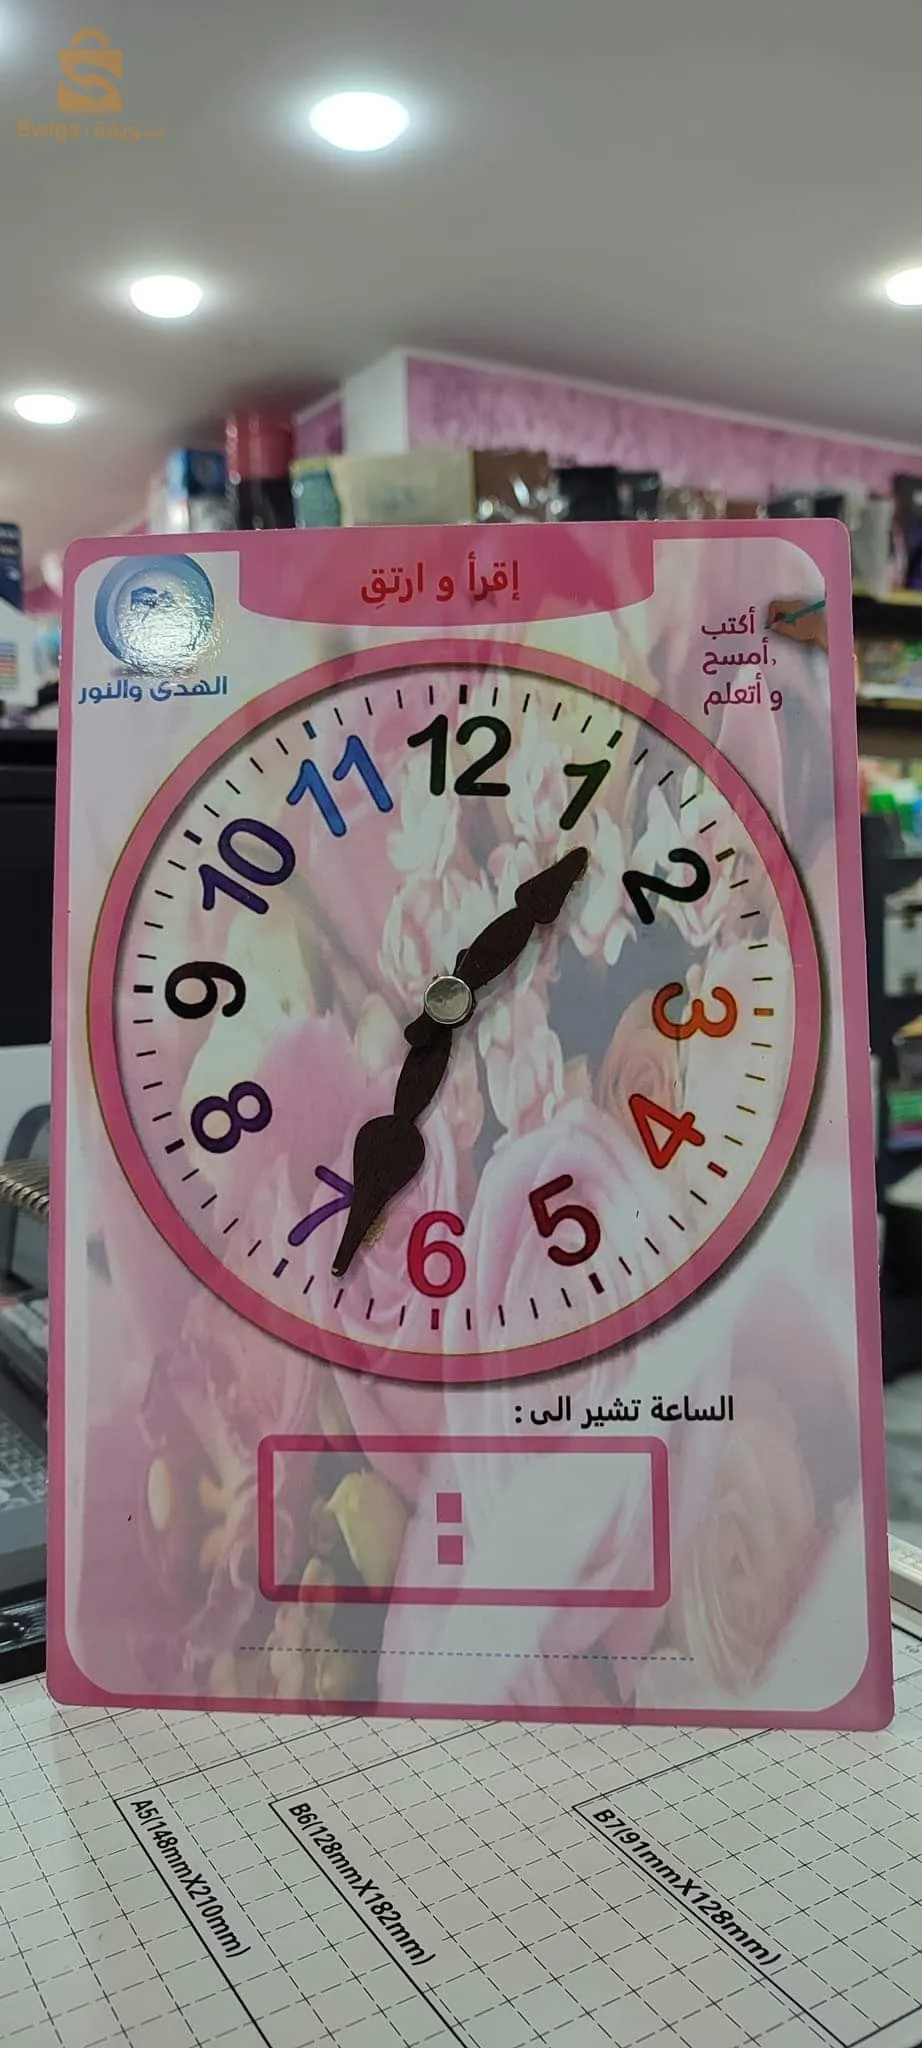 Swiga | سويقة
إقرأ و ارتقِ
الهدى والنور
أكتب
،أمسح
و أتعلم
12
11
1
10
2
9
3
8
4
7
5
6
الساعة تشير الى :
:
A5(148mmX210mm)
B6(128mmX182mm)
B7(91mmX128mm)